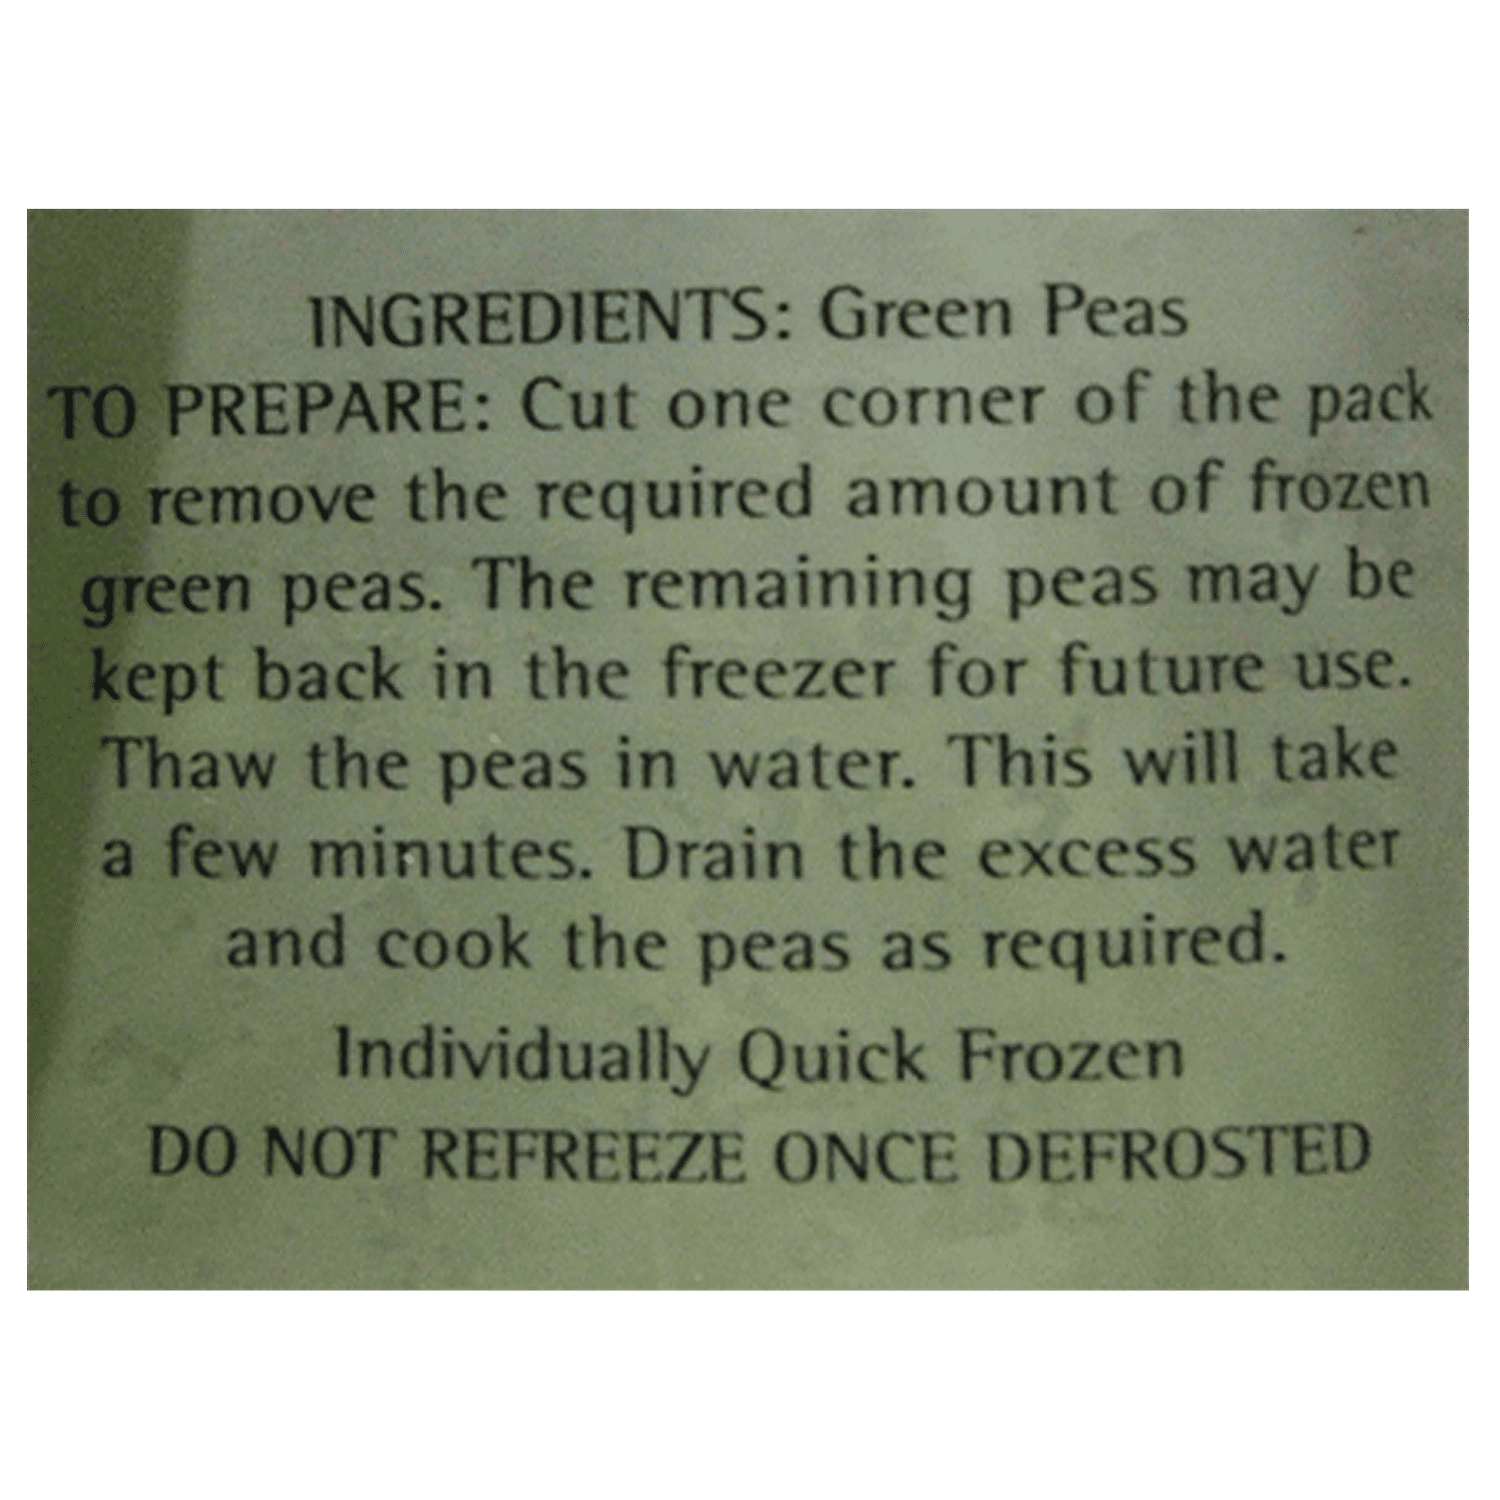 INGREDIENTS: Green Peas
TO PREPARE: Cut one corner of the pack
to remove the required amount of frozen
green peas. The remaining peas may be
kept back in the freezer for future use.
Thaw the peas in water. This will take
a few minutes. Drain the excess water
and cook the peas as required.
Individually Quick Frozen
DO NOT REFREEZE ONCE DEFROSTED